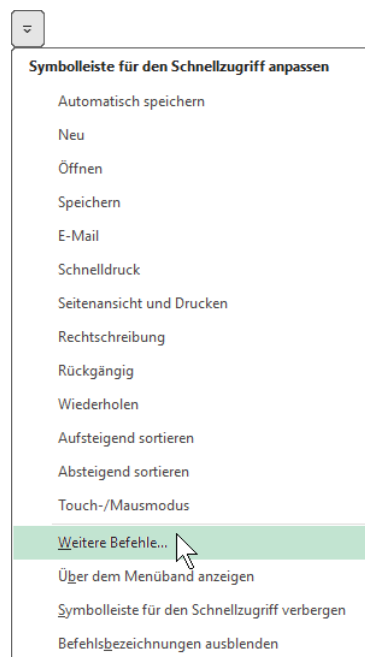 Symbolleiste für den Schnellzugriff anpassen
Automatisch speichern
Neu
Öffnen
Speichern
E-Mail
Schnelldruck
Seitenansicht und Drucken
Rechtschreibung
Rückgängig
Wiederholen
Aufsteigend sortieren
Absteigend sortieren
Touch-/Mausmodus
Weitere Befehle...
Über dem Menüband anzeigen
Symbolleiste für den Schnellzugriff verbergen
Befehlsbezeichnungen ausblenden